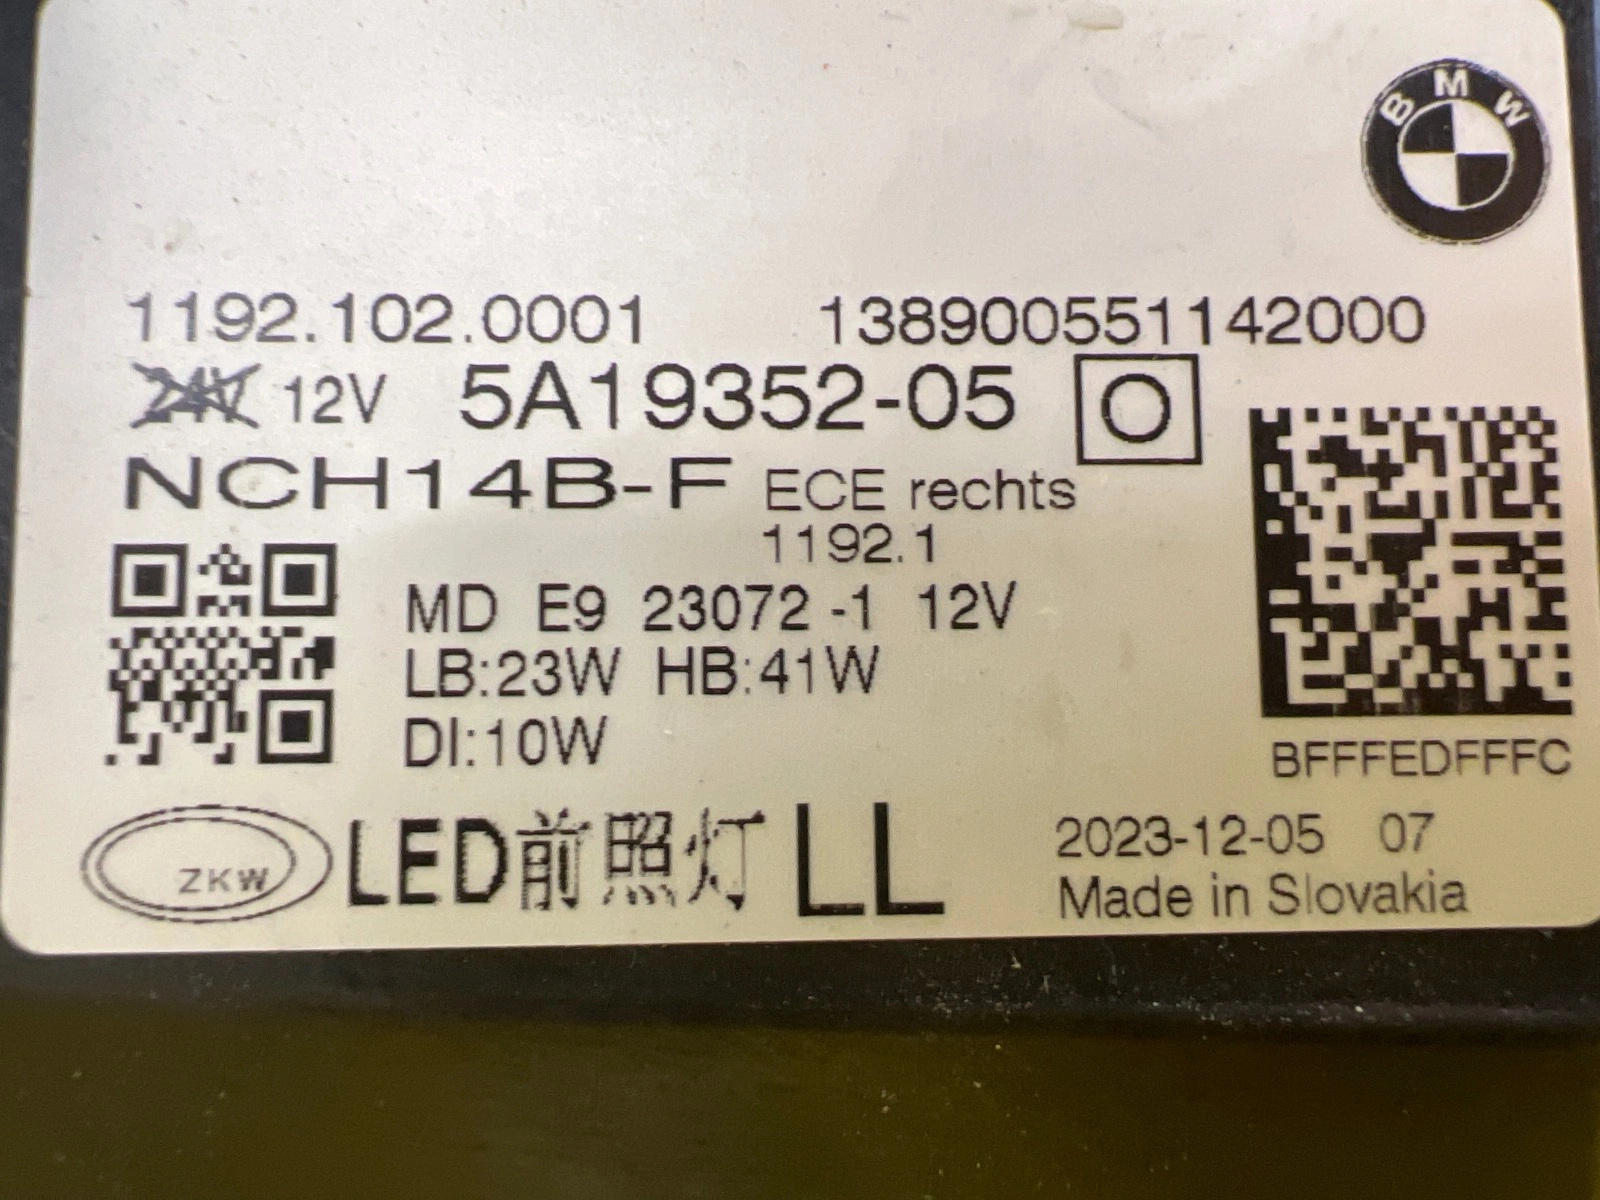 BMW
1192.102.0001 138900551142000
24V 12V 5A19352-05 O
NCH14B-F ECE rechts
1192.1
MD E9 23072 -1 12V
LB:23W HB:41W
DI:10W
BFFFEDFFFC
ZKW LED前照灯 LL
2023-12-05 07
Made in Slovakia